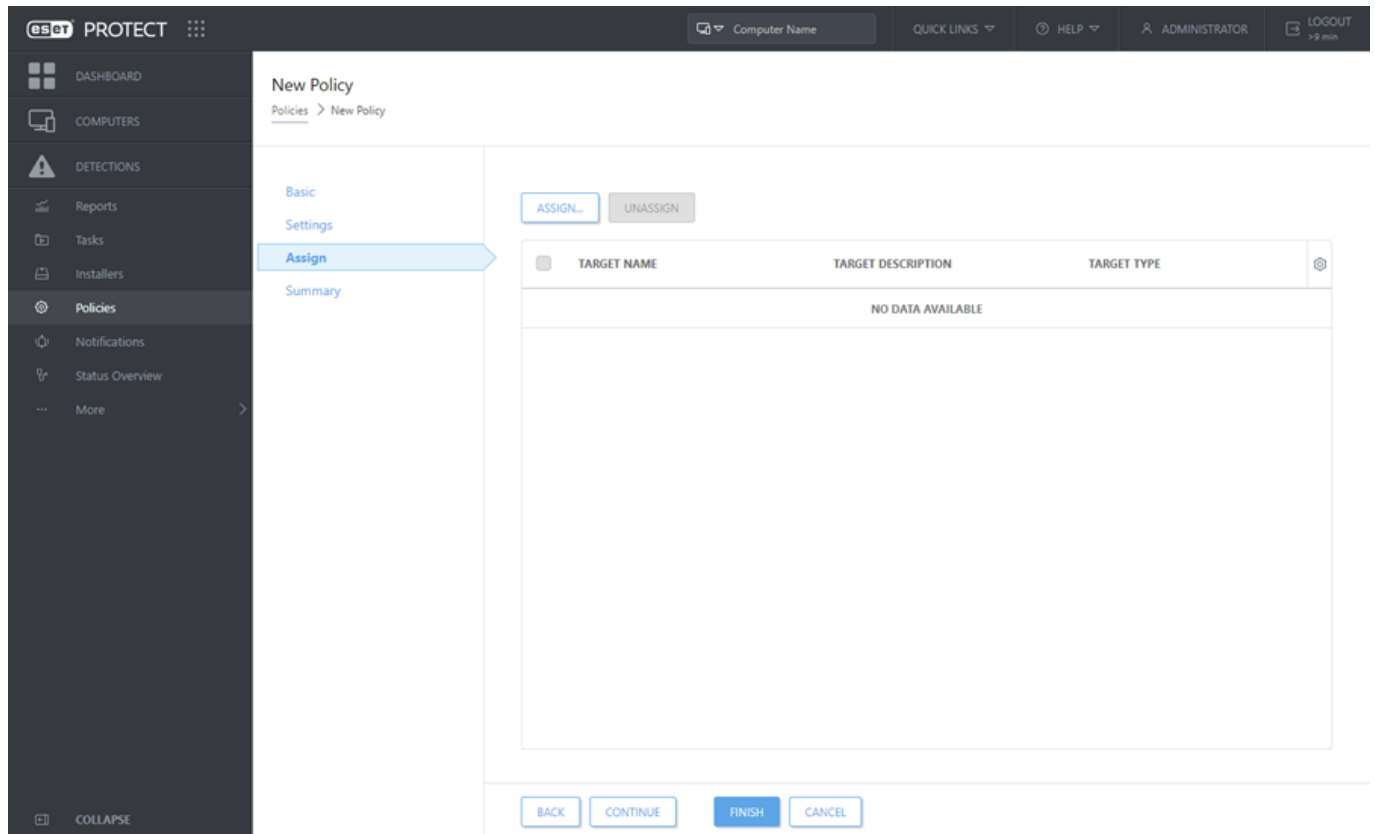 eset PROTECT
Computer Name
QUICK LINKS
HELP
ADMINISTRATOR
LOGOUT
>9 min
DASHBOARD
COMPUTERS
DETECTIONS
Reports
Tasks
Installers
Policies
Notifications
Status Overview
More
COLLAPSE
New Policy
Policies > New Policy
Basic
Settings
Assign
Summary
ASSIGN... UNASSIGN
TARGET NAME TARGET DESCRIPTION TARGET TYPE
NO DATA AVAILABLE
BACK CONTINUE FINISH CANCEL